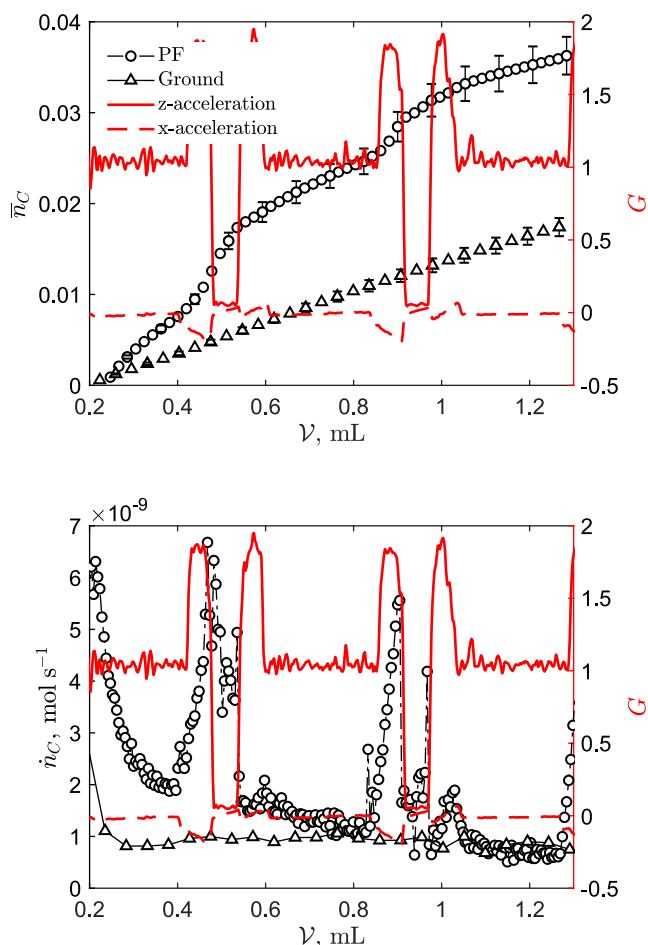 0.04
0.03
0.02
0.01
0
n̅_C
PF
Ground
z-acceleration
x-acceleration
2
1.5
1
0.5
0
-0.5
G
0.2 0.4 0.6 0.8 1 1.2
𝒱, mL
×10⁻⁹
7
6
5
4
3
2
1
0
ṅ_C, mol s⁻¹
2
1.5
1
0.5
0
-0.5
G
0.2 0.4 0.6 0.8 1 1.2
𝒱, mL